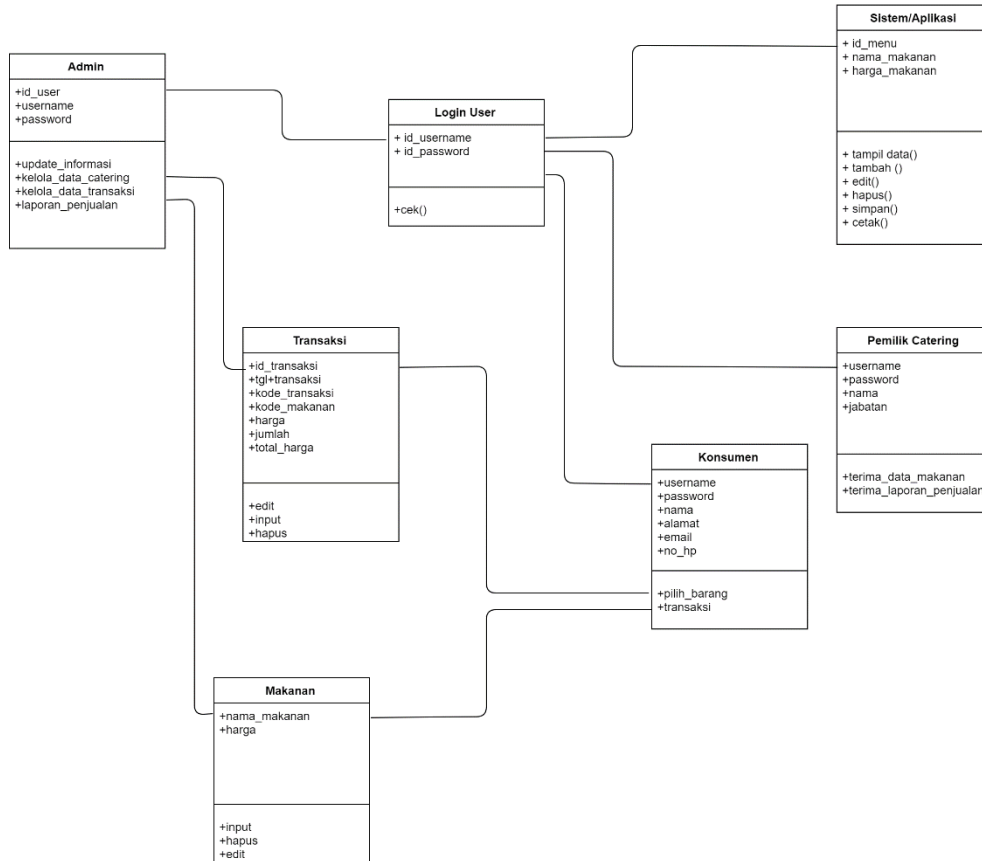 Admin
+id_user
+username
+password
+update_informasi
+kelola_data_catering
+kelola_data_transaksi
+laporan_penjualan
Login User
+ id_username
+ id_password
+cek()
SIstem/Aplikasi
+ id_menu
+ nama_makanan
+ harga_makanan
+ tampil data()
+ tambah ()
+ edit()
+ hapus()
+ simpan()
+ cetak()
Transaksi
+id_transaksi
+tgl+transaksi
+kode_transaksi
+kode_makanan
+harga
+jumlah
+total_harga
+edit
+input
+hapus
Pemilik Catering
+username
+password
+nama
+jabatan
+terima_data_makanan
+terima_laporan_penjualan
Konsumen
+username
+password
+nama
+alamat
+email
+no_hp
+pilih_barang
+transaksi
Makanan
+nama_makanan
+harga
+input
+hapus
+edit